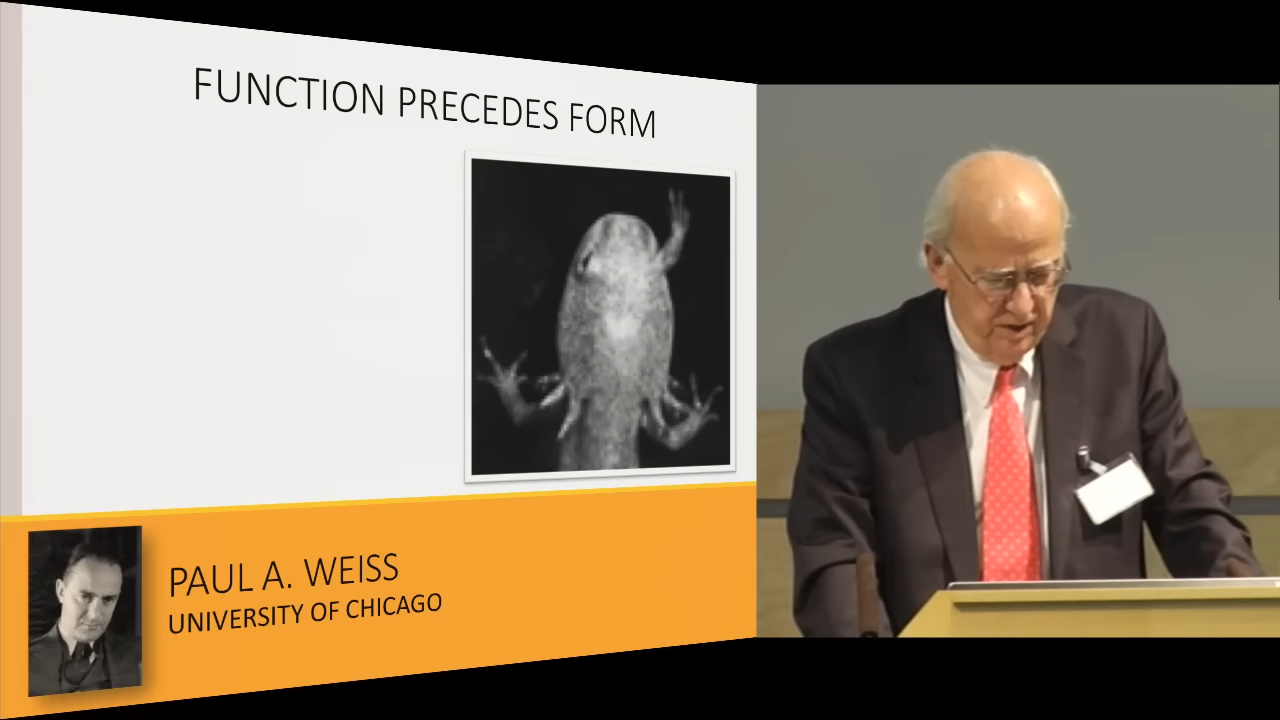 FUNCTION PRECEDES FORM
PAUL A. WEISS
UNIVERSITY OF CHICAGO